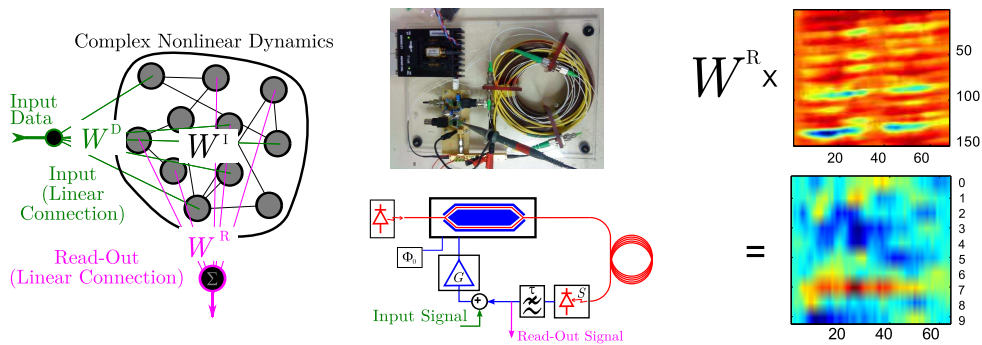 Complex Nonlinear Dynamics
Input
Data
W^D
W^I
Input
(Linear
Connection)
W^R
Read-Out
(Linear Connection)
Σ
Φ₀
G
+
τ
S
Input Signal
Read-Out Signal
W^R x
50
100
150
20 40 60
=
0
1
2
3
4
5
6
7
8
9
20 40 60